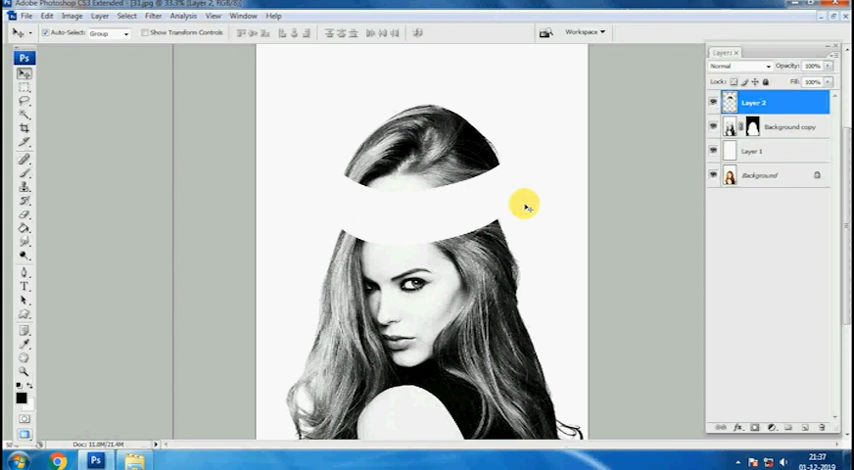 Adobe Photoshop CS3 Extended - [31.jpg @ 33.3% (Layer 2, RGB/8)]
File Edit Image Layer Select Filter Analysis View Window Help
Auto-Select: Group Show Transform Controls Workspace
Layers
Normal Opacity: 100%
Lock: Fill: 100%
Ps
Layer 2
Background copy
Layer 1
Background
T
Doc: 11.0M/21.4M
Ps
21:37
01-12-2019